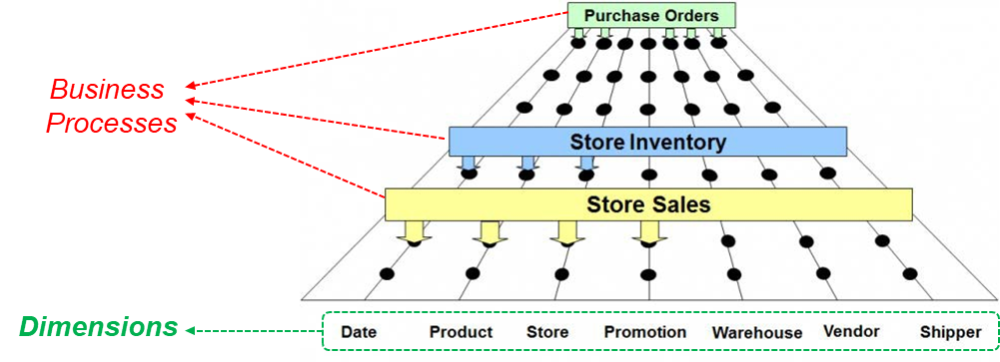 Purchase Orders
Business
Processes
Store Inventory
Store Sales
Dimensions
Date Product Store Promotion Warehouse Vendor Shipper